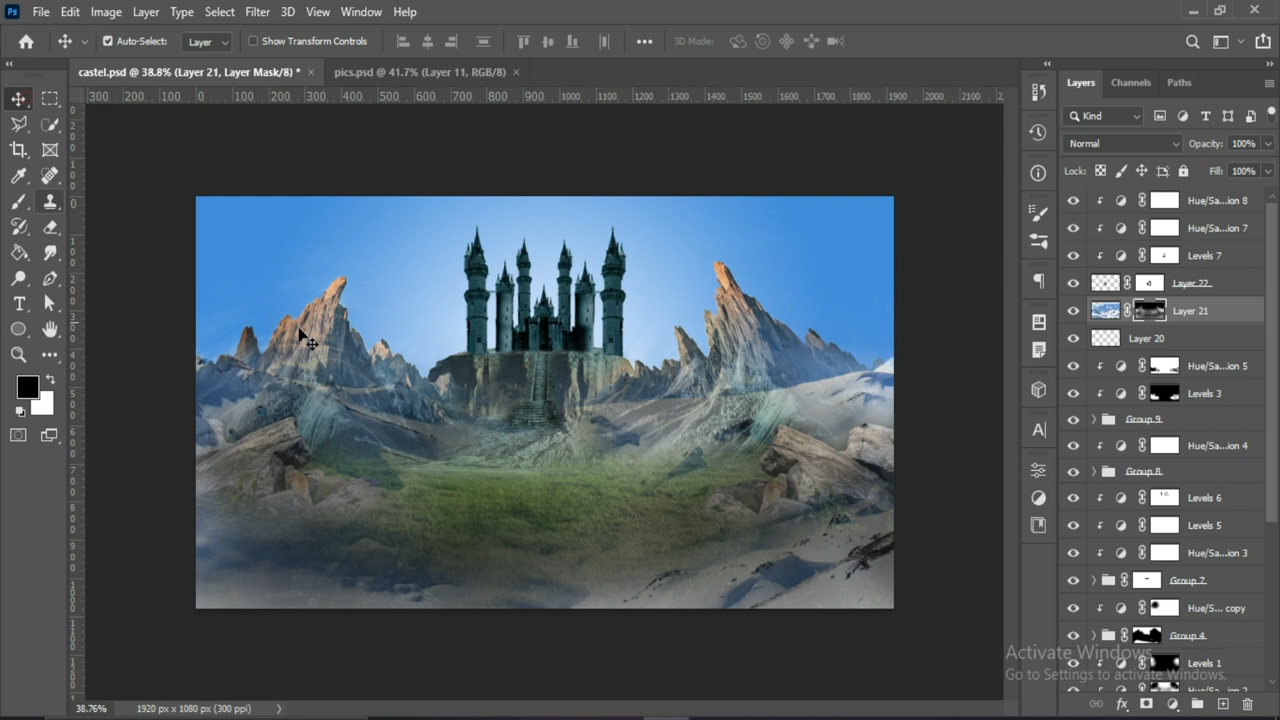 Ps File Edit Image Layer Type Select Filter 3D View Window Help
Auto-Select: Layer Show Transform Controls 3D Mode:
castel.psd @ 38.8% (Layer 21, Layer Mask/8) * × pics.psd @ 41.7% (Layer 11, RGB/8) ×
300 200 100 0 100 200 300 400 500 600 700 800 900 1000 1100 1200 1300 1400 1500 1600 1700 1800 1900 2000 2100 2
Layers Channels Paths
Kind
Normal Opacity: 100%
Lock: Fill: 100%
Hue/Sa...ion 8
Hue/Sa...ion 7
Levels 7
Layer 22
Layer 21
Layer 20
Hue/Sa...ion 5
Levels 3
Group 9
Hue/Sa...ion 4
Group 8
Levels 6
Levels 5
Hue/Sa...ion 3
Group 7
Hue/S... copy
Group 4
Levels 1
Activate Windows
Go to Settings to activate Windows.
38.76% 1920 px x 1080 px (300 ppi)